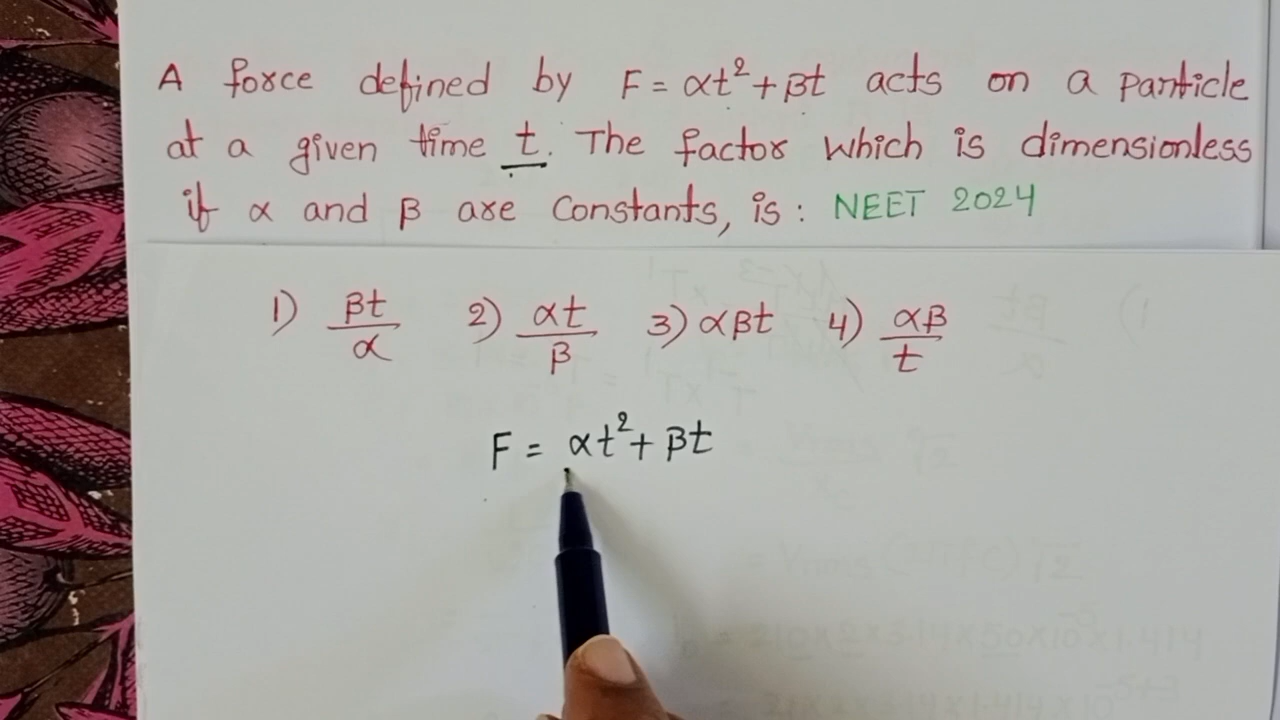 A force defined by F = αt² + βt acts on a particle
at a given time t. The factor which is dimensionless
if α and β are constants, is : NEET 2024
1) βt/α 2) αt/β 3) αβt 4) αβ/t
F = αt² + βt